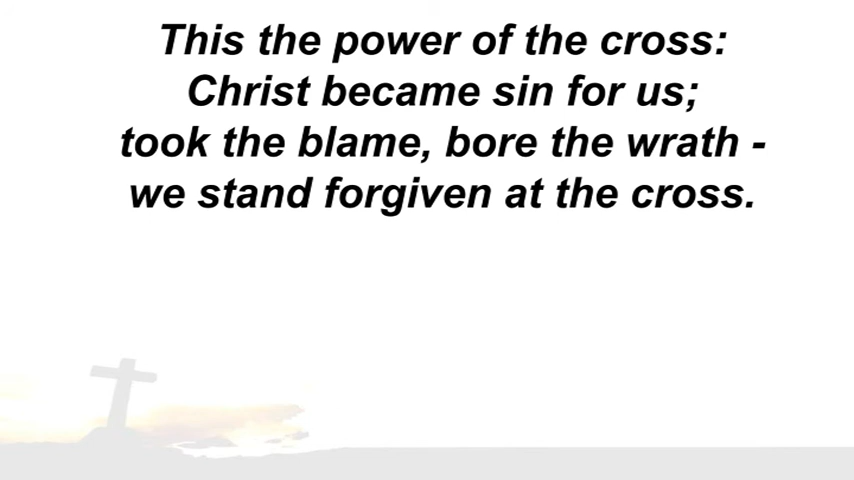 This the power of the cross:
Christ became sin for us;
took the blame, bore the wrath -
we stand forgiven at the cross.